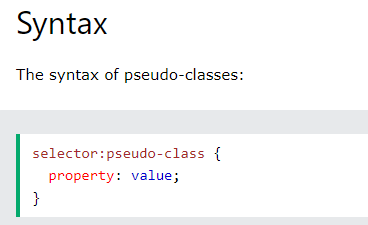 Syntax
The syntax of pseudo-classes:
selector:pseudo-class {
  property: value;
}